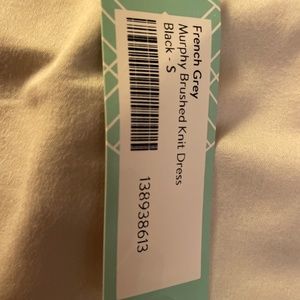 French Grey
Murphy Brushed Knit Dress
Black - S
138938613